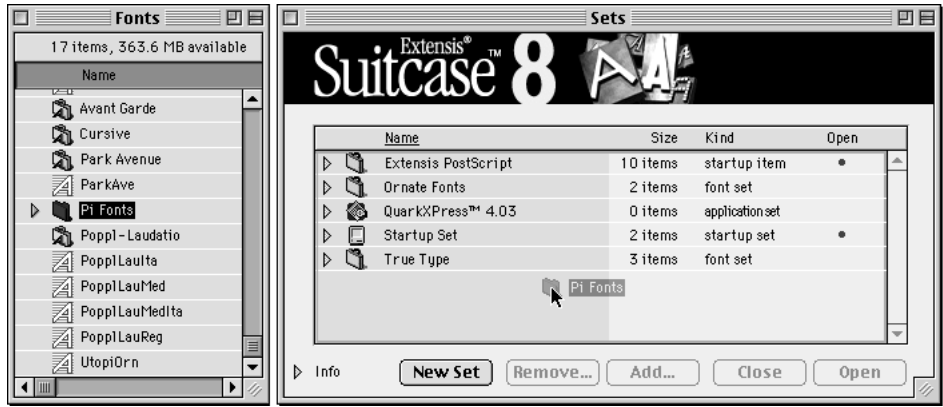 Fonts
17 items, 363.6 MB available
Name
Avant Garde
Cursive
Park Avenue
ParkAve
Pi Fonts
Poppl-Laudatio
PopplLauIta
PopplLauMed
PopplLauMedIta
PopplLauReg
UtopiOrn
Sets
Extensis®
Suitcase™ 8
Name Size Kind Open
Extensis PostScript 10 items startup item
Ornate Fonts 2 items font set
QuarkXPress™ 4.03 0 items application set
Startup Set 2 items startup set
True Type 3 items font set
Pi Fonts
Info New Set Remove... Add... Close Open